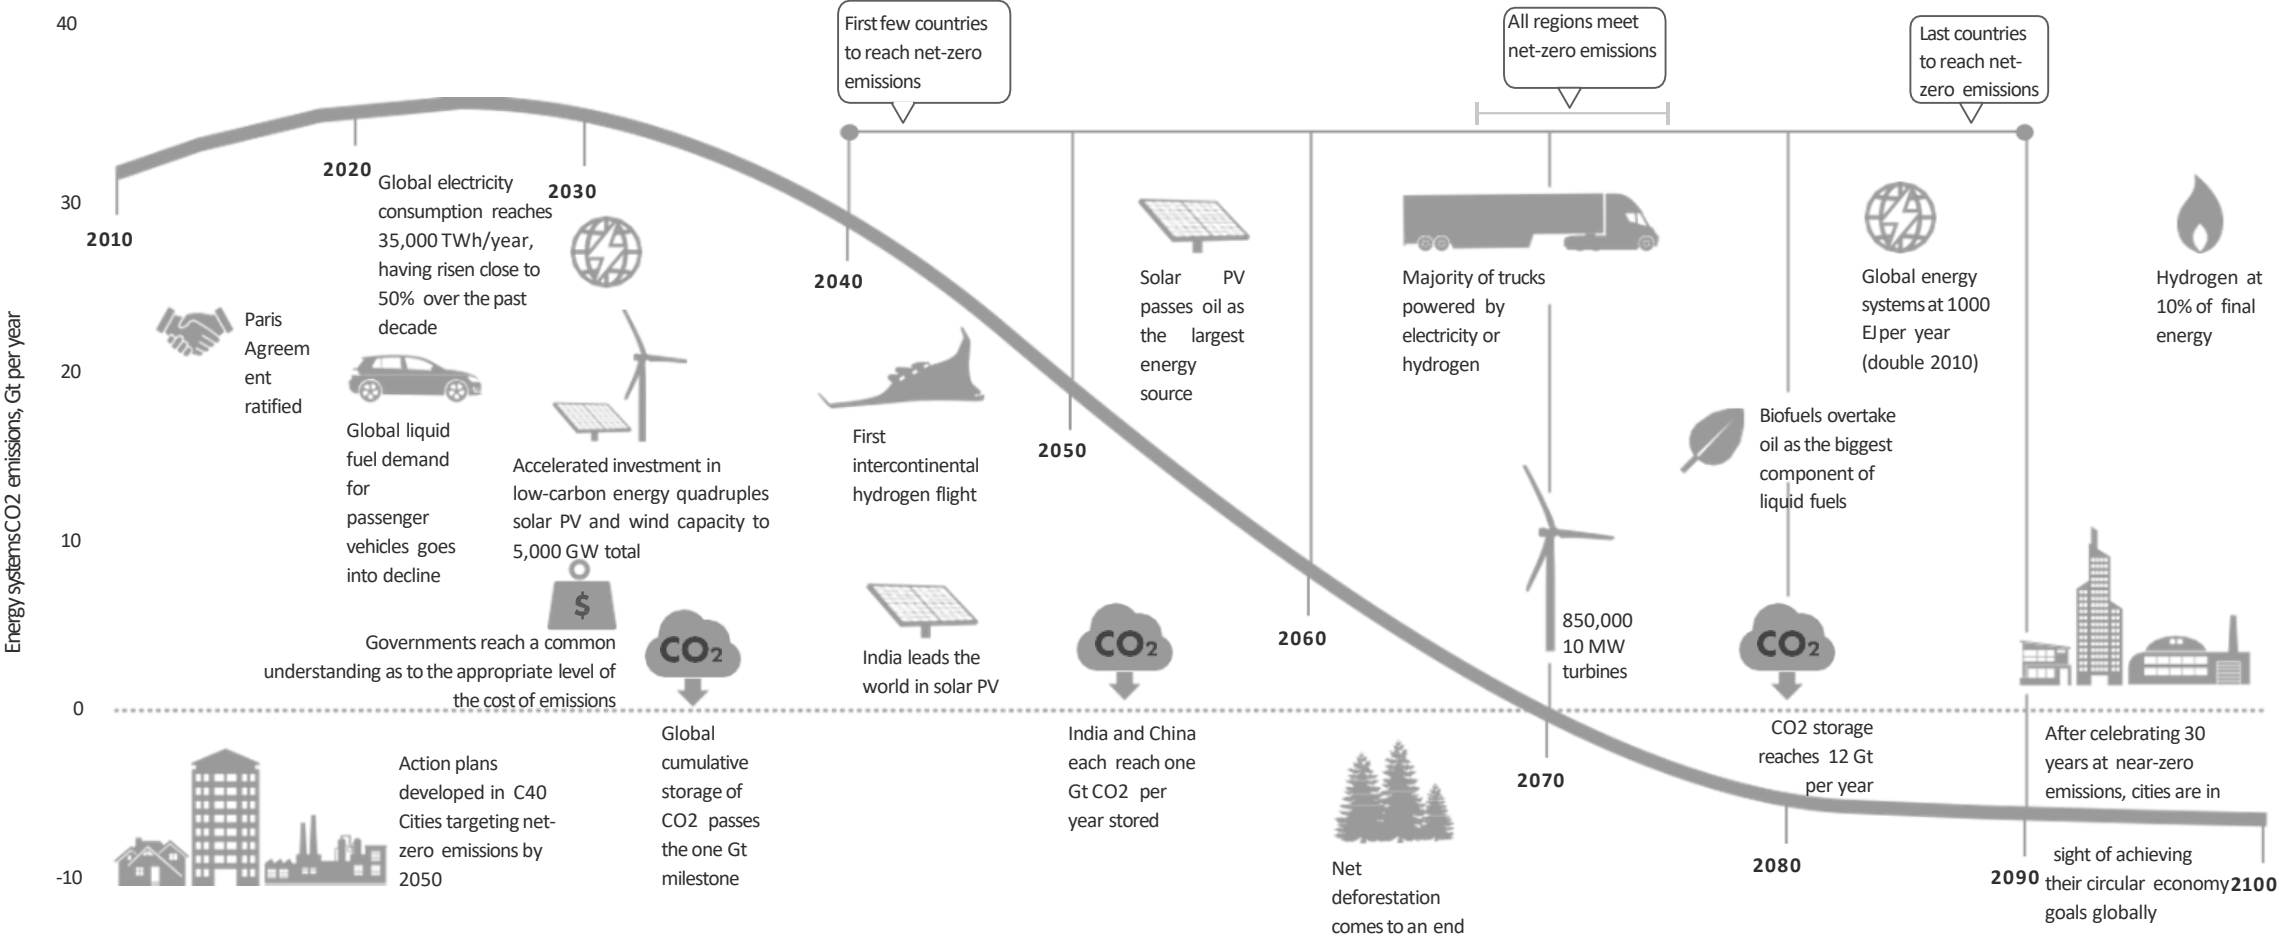 40
30
20
10
0
-10
Energy systemsCO2 emissions, Gt per year
First few countries
to reach net-zero
emissions
All regions meet
net-zero emissions
Last countries
to reach net-
zero emissions
2010
2020
2030
2040
2050
2060
2070
2080
2090
2100
Paris
Agreem
ent
ratified
Global electricity
consumption reaches
35,000 TWh/year,
having risen close to
50% over the past
decade
Global liquid
fuel demand
for
passenger
vehicles goes
into decline
Accelerated investment in
low-carbon energy quadruples
solar PV and wind capacity to
5,000 GW total
$
Governments reach a common
understanding as to the appropriate level of
the cost of emissions
Action plans
developed in C40
Cities targeting net-
zero emissions by
2050
CO2
Global
cumulative
storage of
CO2 passes
the one Gt
milestone
First
intercontinental
hydrogen flight
India leads the
world in solar PV
Solar PV
passes oil as
the largest
energy
source
CO2
India and China
each reach one
Gt CO2 per
year stored
Majority of trucks
powered by
electricity or
hydrogen
850,000
10 MW
turbines
Net
deforestation
comes to an end
Global energy
systems at 1000
EJ per year
(double 2010)
Biofuels overtake
oil as the biggest
component of
liquid fuels
CO2
CO2 storage
reaches 12 Gt
per year
Hydrogen at
10% of final
energy
After celebrating 30
years at near-zero
emissions, cities are in
sight of achieving
their circular economy
goals globally